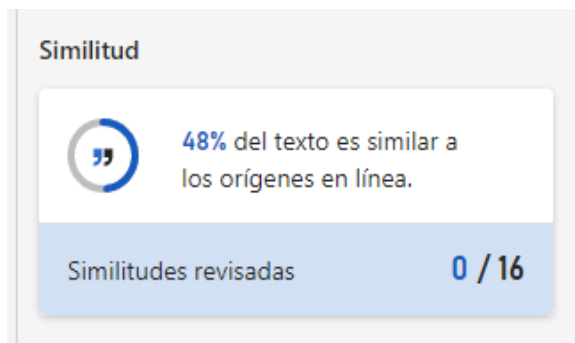 Similitud
48% del texto es similar a
los orígenes en línea.
Similitudes revisadas 0 / 16